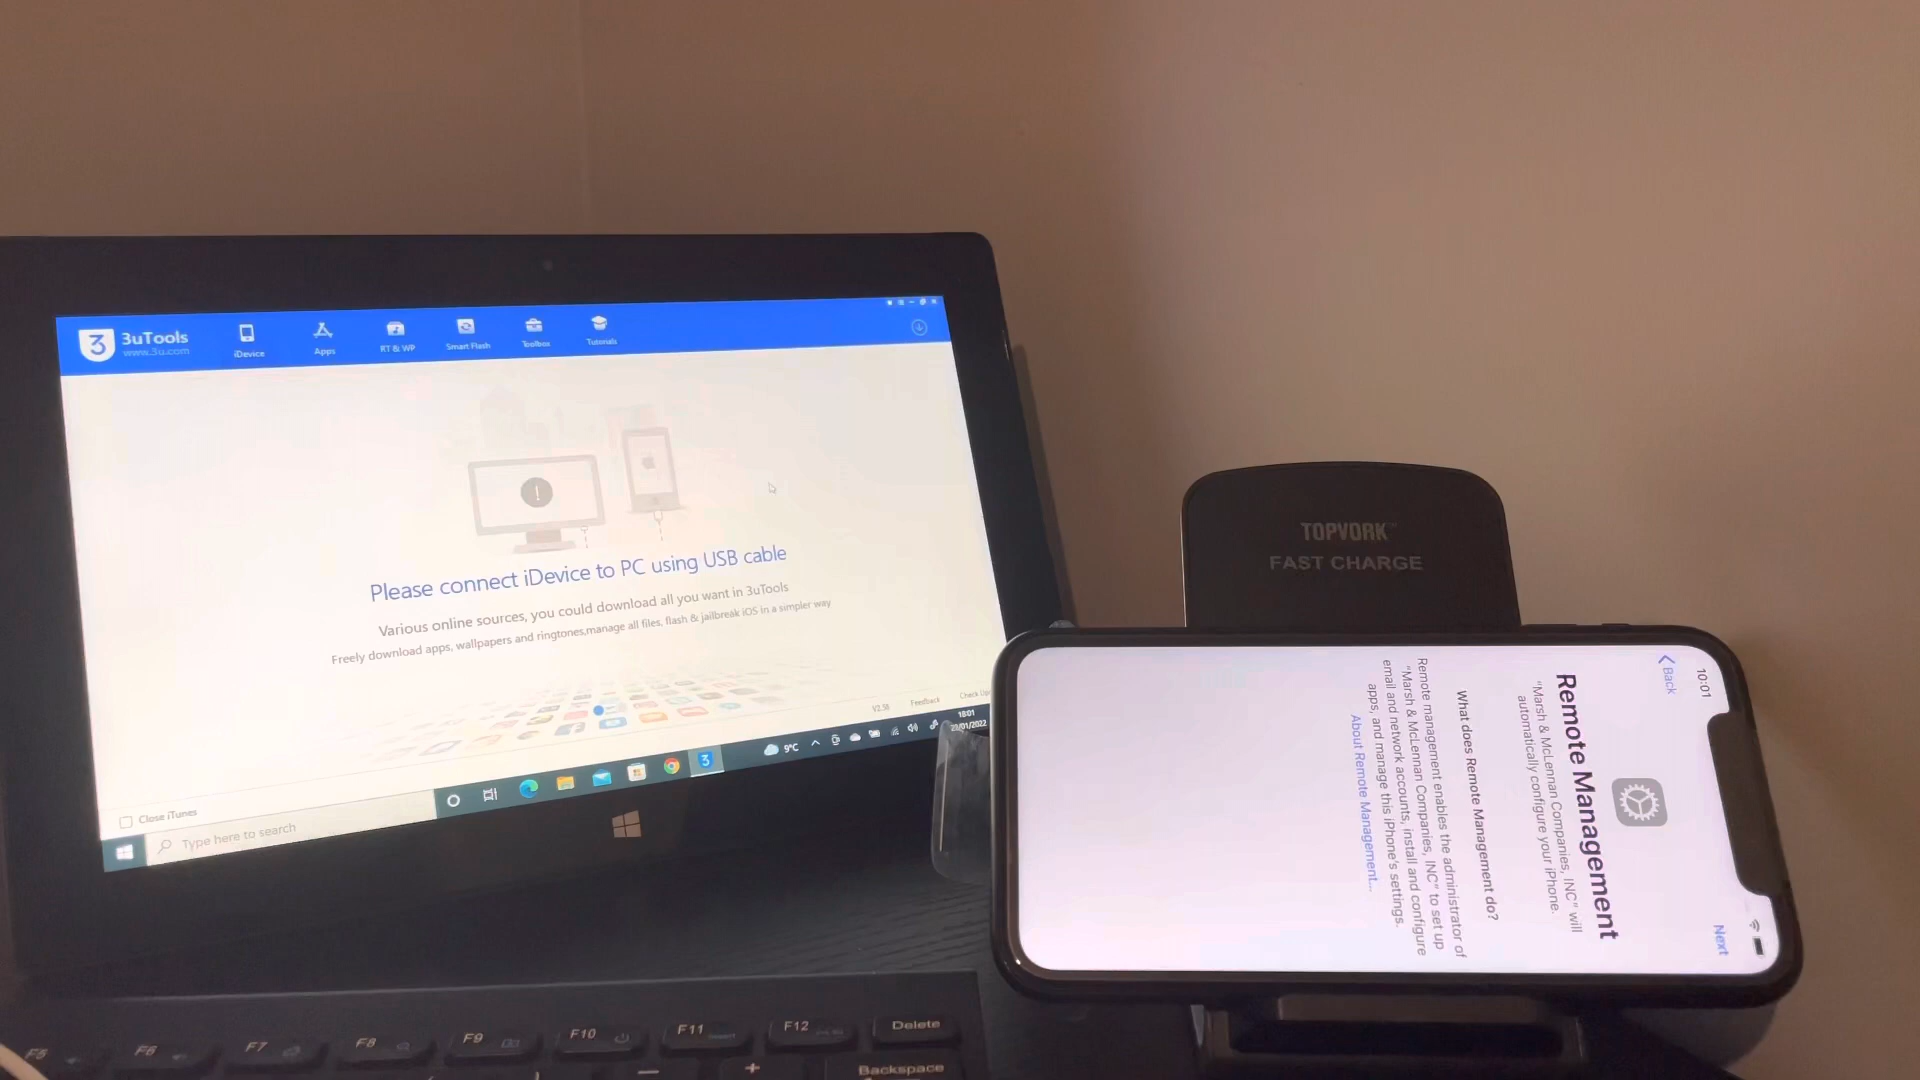 3 3uTools
www.3u.com
iDevice
Apps
RT & WP
Smart Flash
Toolbox
Tutorials
Please connect iDevice to PC using USB cable
Various online sources, you could download all you want in 3uTools
Freely download apps, wallpapers and ringtones,manage all files, flash & jailbreak iOS in a simpler way
Close iTunes
V2.58
Feedback
Type here to search
9°C
18:01
TOPVORK™
FAST CHARGE
10:01
Back
Next
Remote Management
"Marsh & McLennan Companies, INC" will
automatically configure your iPhone.
What does Remote Management do?
Remote management enables the administrator of
"Marsh & McLennan Companies, INC" to set up
email and network accounts, install and configure
apps, and manage this iPhone's settings.
About Remote Management...
F5
F6
F7
F8
F9
F10
F11
F12
Delete
Backspace